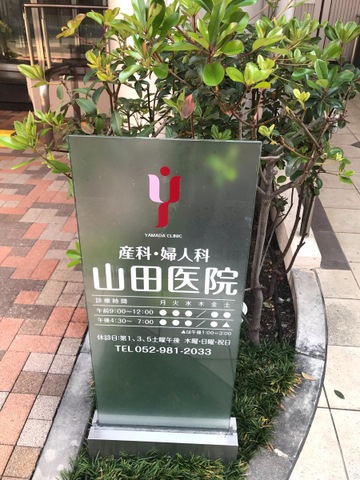 YAMADA CLINIC
産科・婦人科
山田医院
診療時間 月 火 水 木 金 土
午前9:00〜12:00 ● ● ● ／ ● ●
午後4:30〜 7:00 ● ● ● ／ ● ▲
▲は午後1:00〜3:00
休診日:第1、3、5土曜午後 木曜・日曜・祝日
TEL 052-981-2033